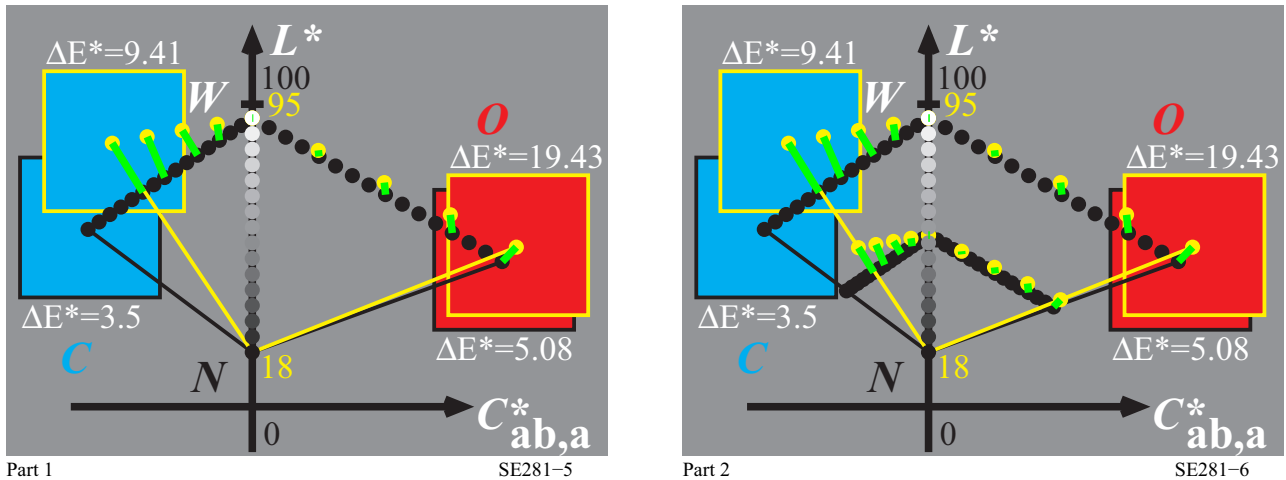 L*
ΔE*=9.41
100
W
95
O
ΔE*=19.43
ΔE*=3.5
ΔE*=5.08
C
N
18
C*ab,a
0
Part 1
SE281−5
L*
ΔE*=9.41
100
W
95
O
ΔE*=19.43
ΔE*=3.5
ΔE*=5.08
C
N
18
C*ab,a
0
Part 2
SE281−6